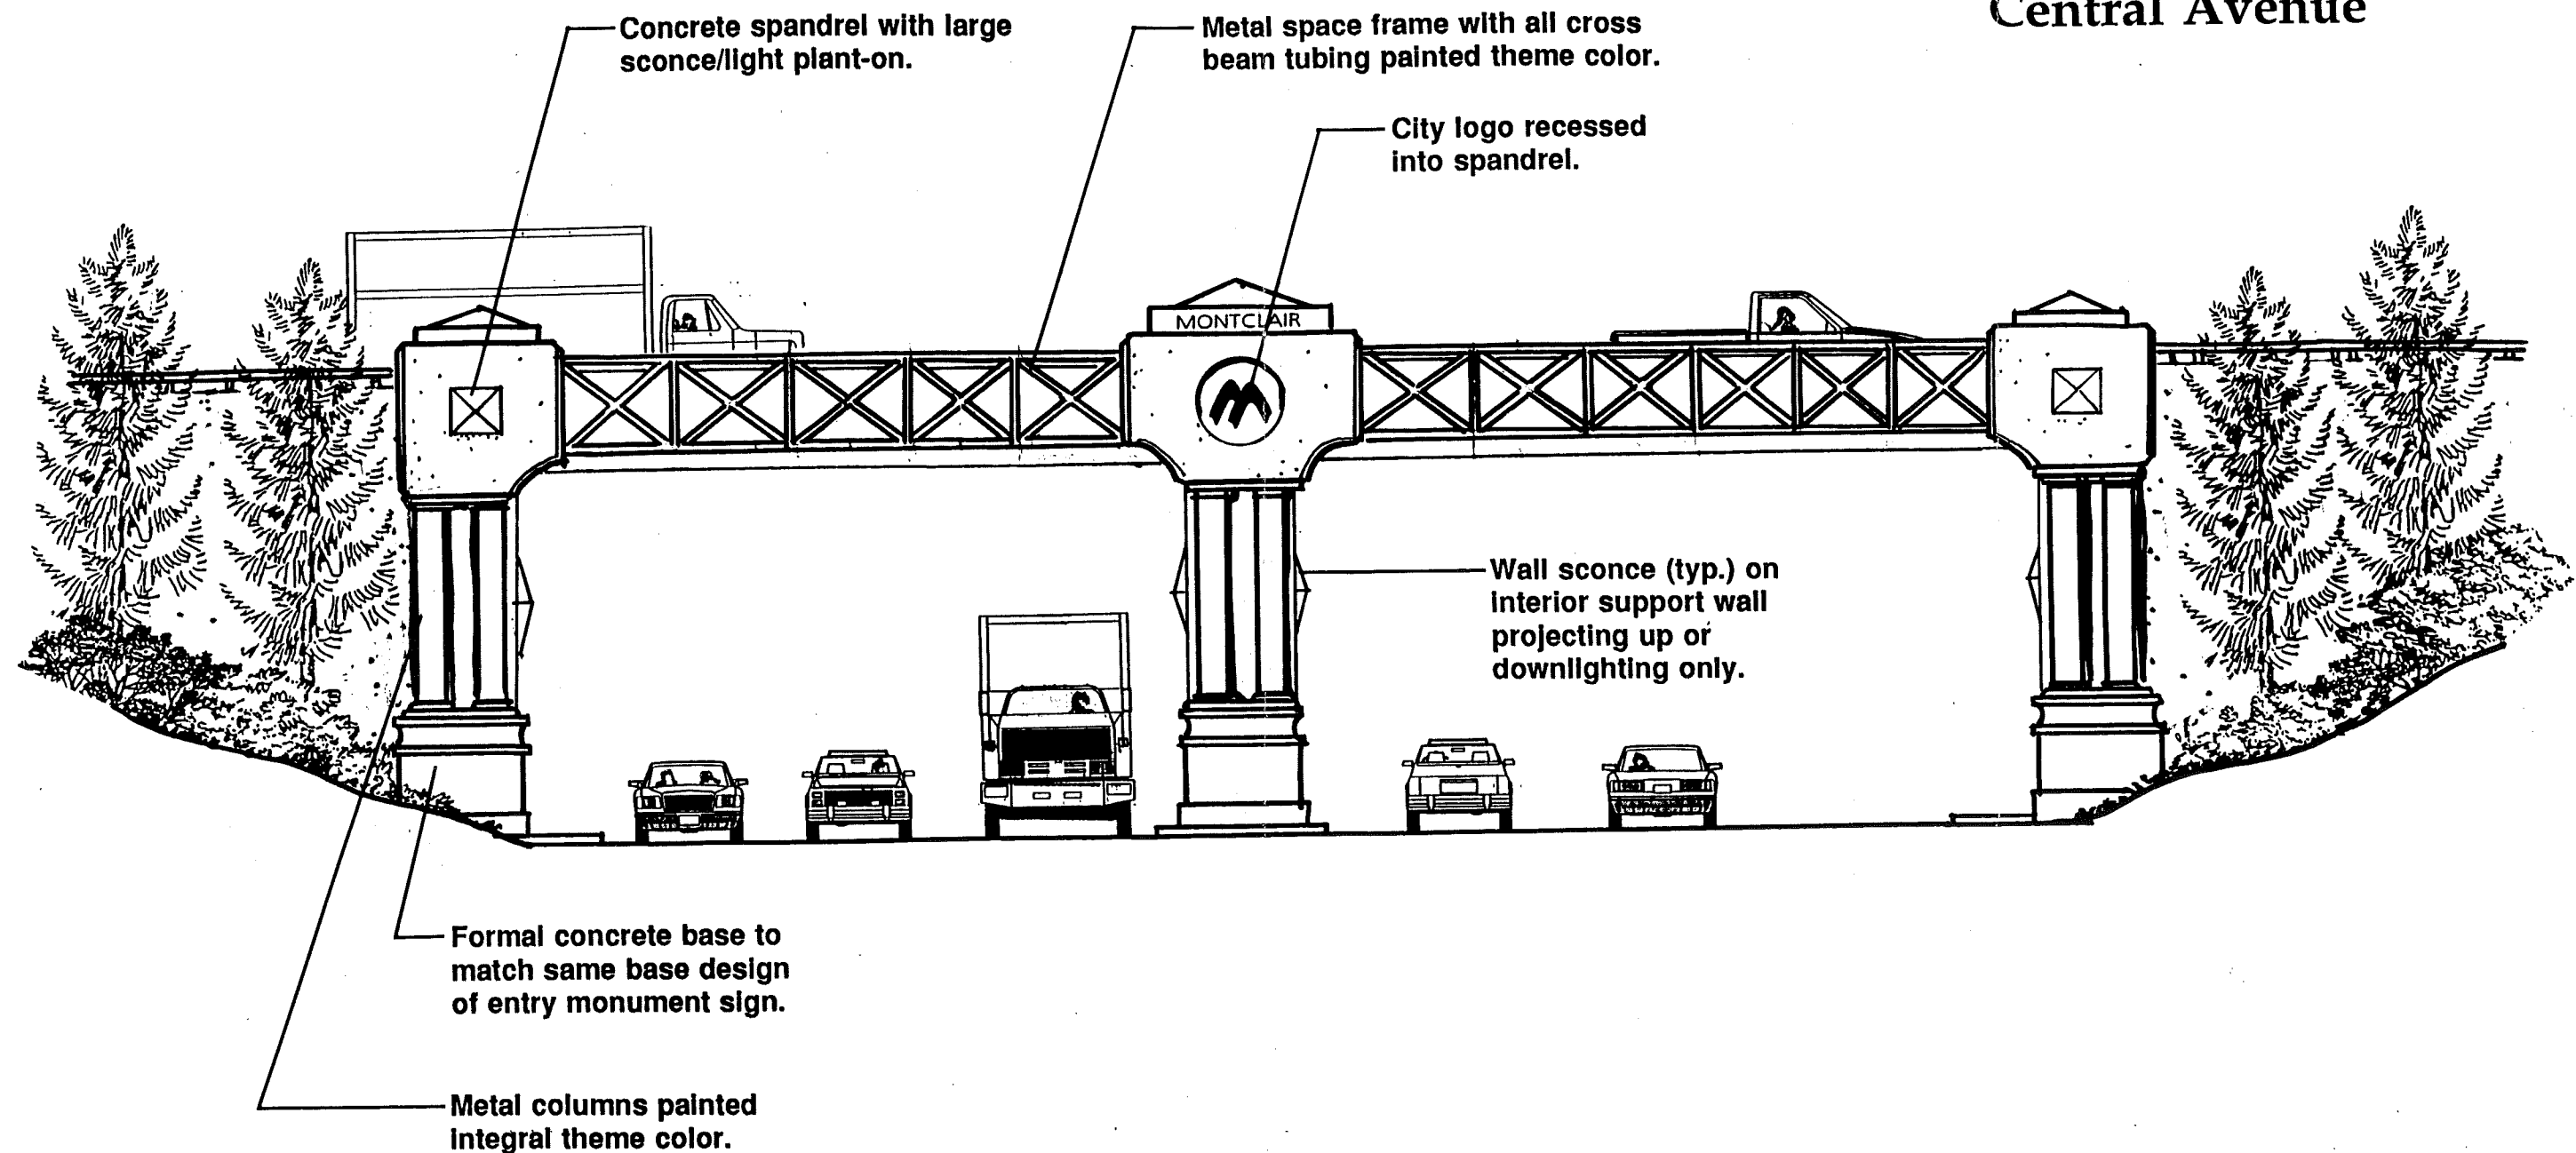 Central Avenue
Concrete spandrel with large
sconce/light plant-on.
Metal space frame with all cross
beam tubing painted theme color.
City logo recessed
into spandrel.
MONTCLAIR
Wall sconce (typ.) on
interior support wall
projecting up or
downlighting only.
Formal concrete base to
match same base design
of entry monument sign.
Metal columns painted
integral theme color.